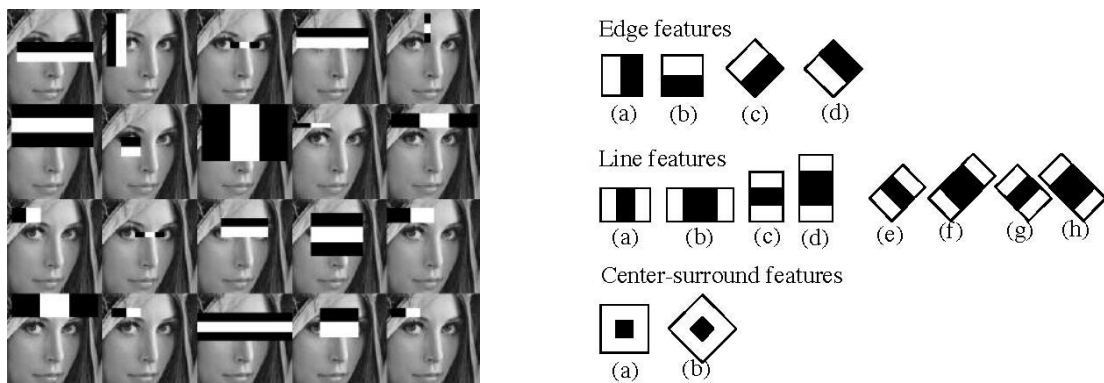 Edge features
(a) (b) (c) (d)
Line features
(a) (b) (c) (d) (e) (f) (g) (h)
Center-surround features
(a) (b)